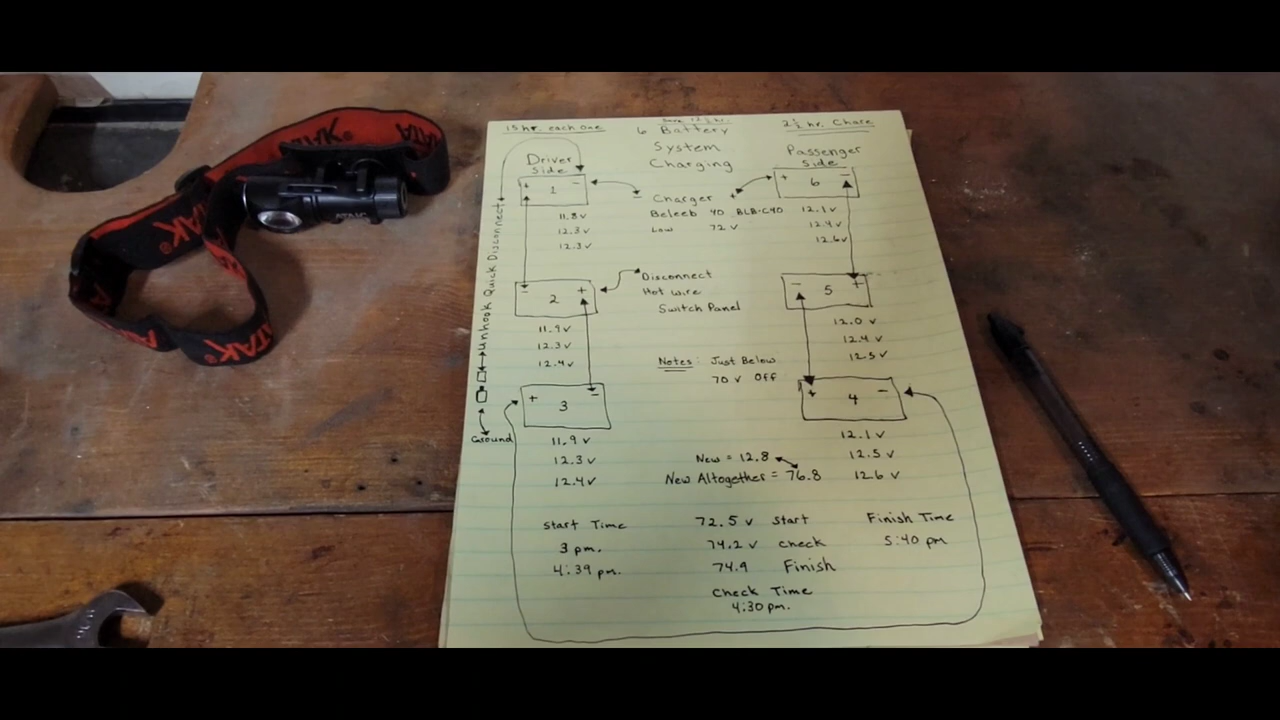 15 hr. each one
6 Battery
System
Charging
2½ hr. Charge
Driver
Side
Passenger
Side
+ 1 -
+ 6 -
- Charger +
Beleeb 40 BLB-C40
Low 72 V
11.8 V
12.3 V
12.3 V
12.1 V
12.4 V
12.6 V
unhook Quick Disconnect
Ground
- 2 +
Disconnect
Hot wire
Switch Panel
- 5 +
11.9 V
12.3 V
12.4 V
12.0 V
12.4 V
12.5 V
Notes: Just Below
70 V Off
+ 3 -
+ 4 -
11.9 V
12.3 V
12.4 V
12.1 V
12.5 V
12.6 V
New = 12.8
New Altogether = 76.8
Start Time
3 pm.
4:39 pm.
72.5 V Start
74.2 V Check
74.9 Finish
Finish Time
5:40 pm
Check Time
4:30 pm.
ATAK
ATAK
ATAK